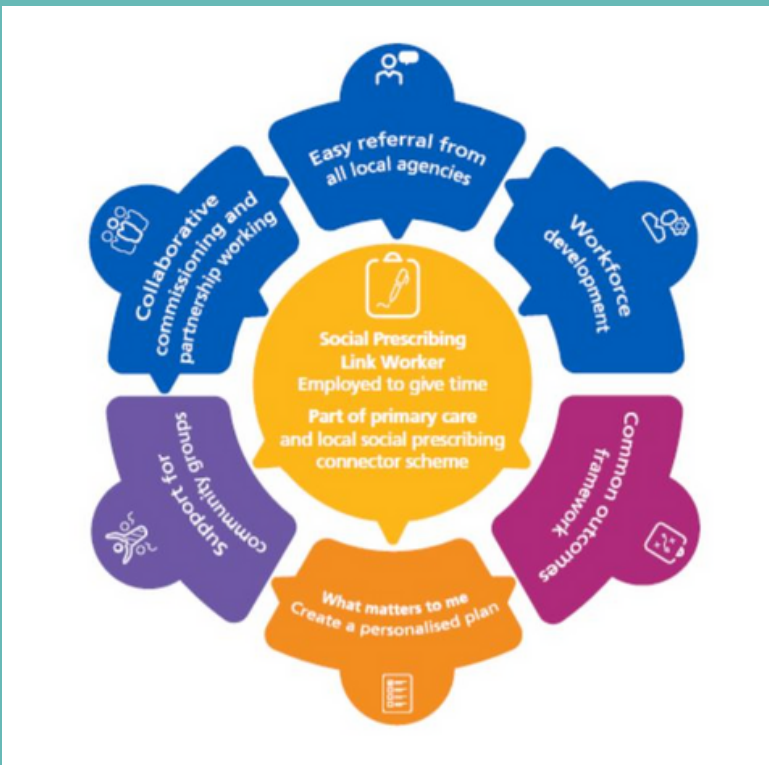 Easy referral from
all local agencies
Workforce
development
Common outcomes
framework
What matters to me
Create a personalised plan
Support for
community groups
Collaborative
commissioning and
partnership working
Social Prescribing
Link Worker
Employed to give time
Part of primary care
and local social prescribing
connector scheme